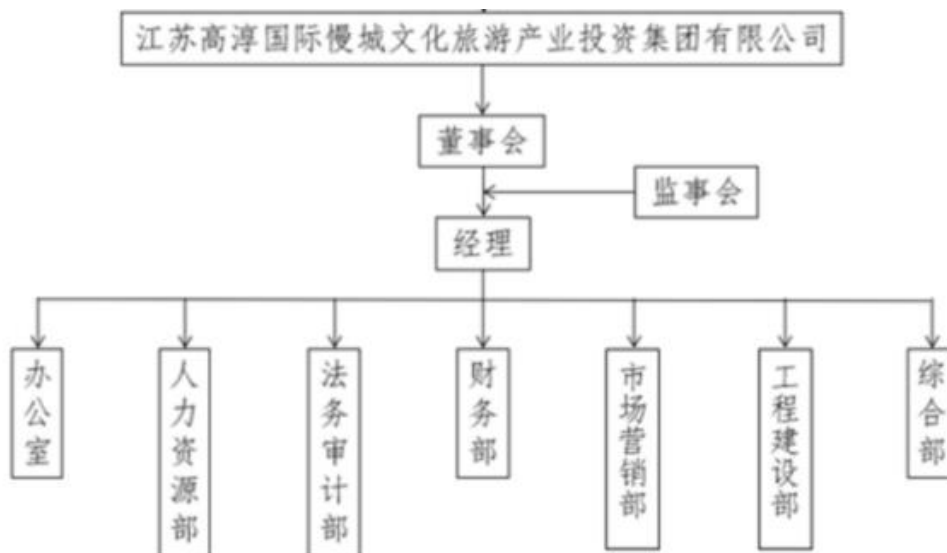 江苏高淳国际慢城文化旅游产业投资集团有限公司
董事会
监事会
经理
办公室
人力资源部
法务审计部
财务部
市场营销部
工程建设部
综合部